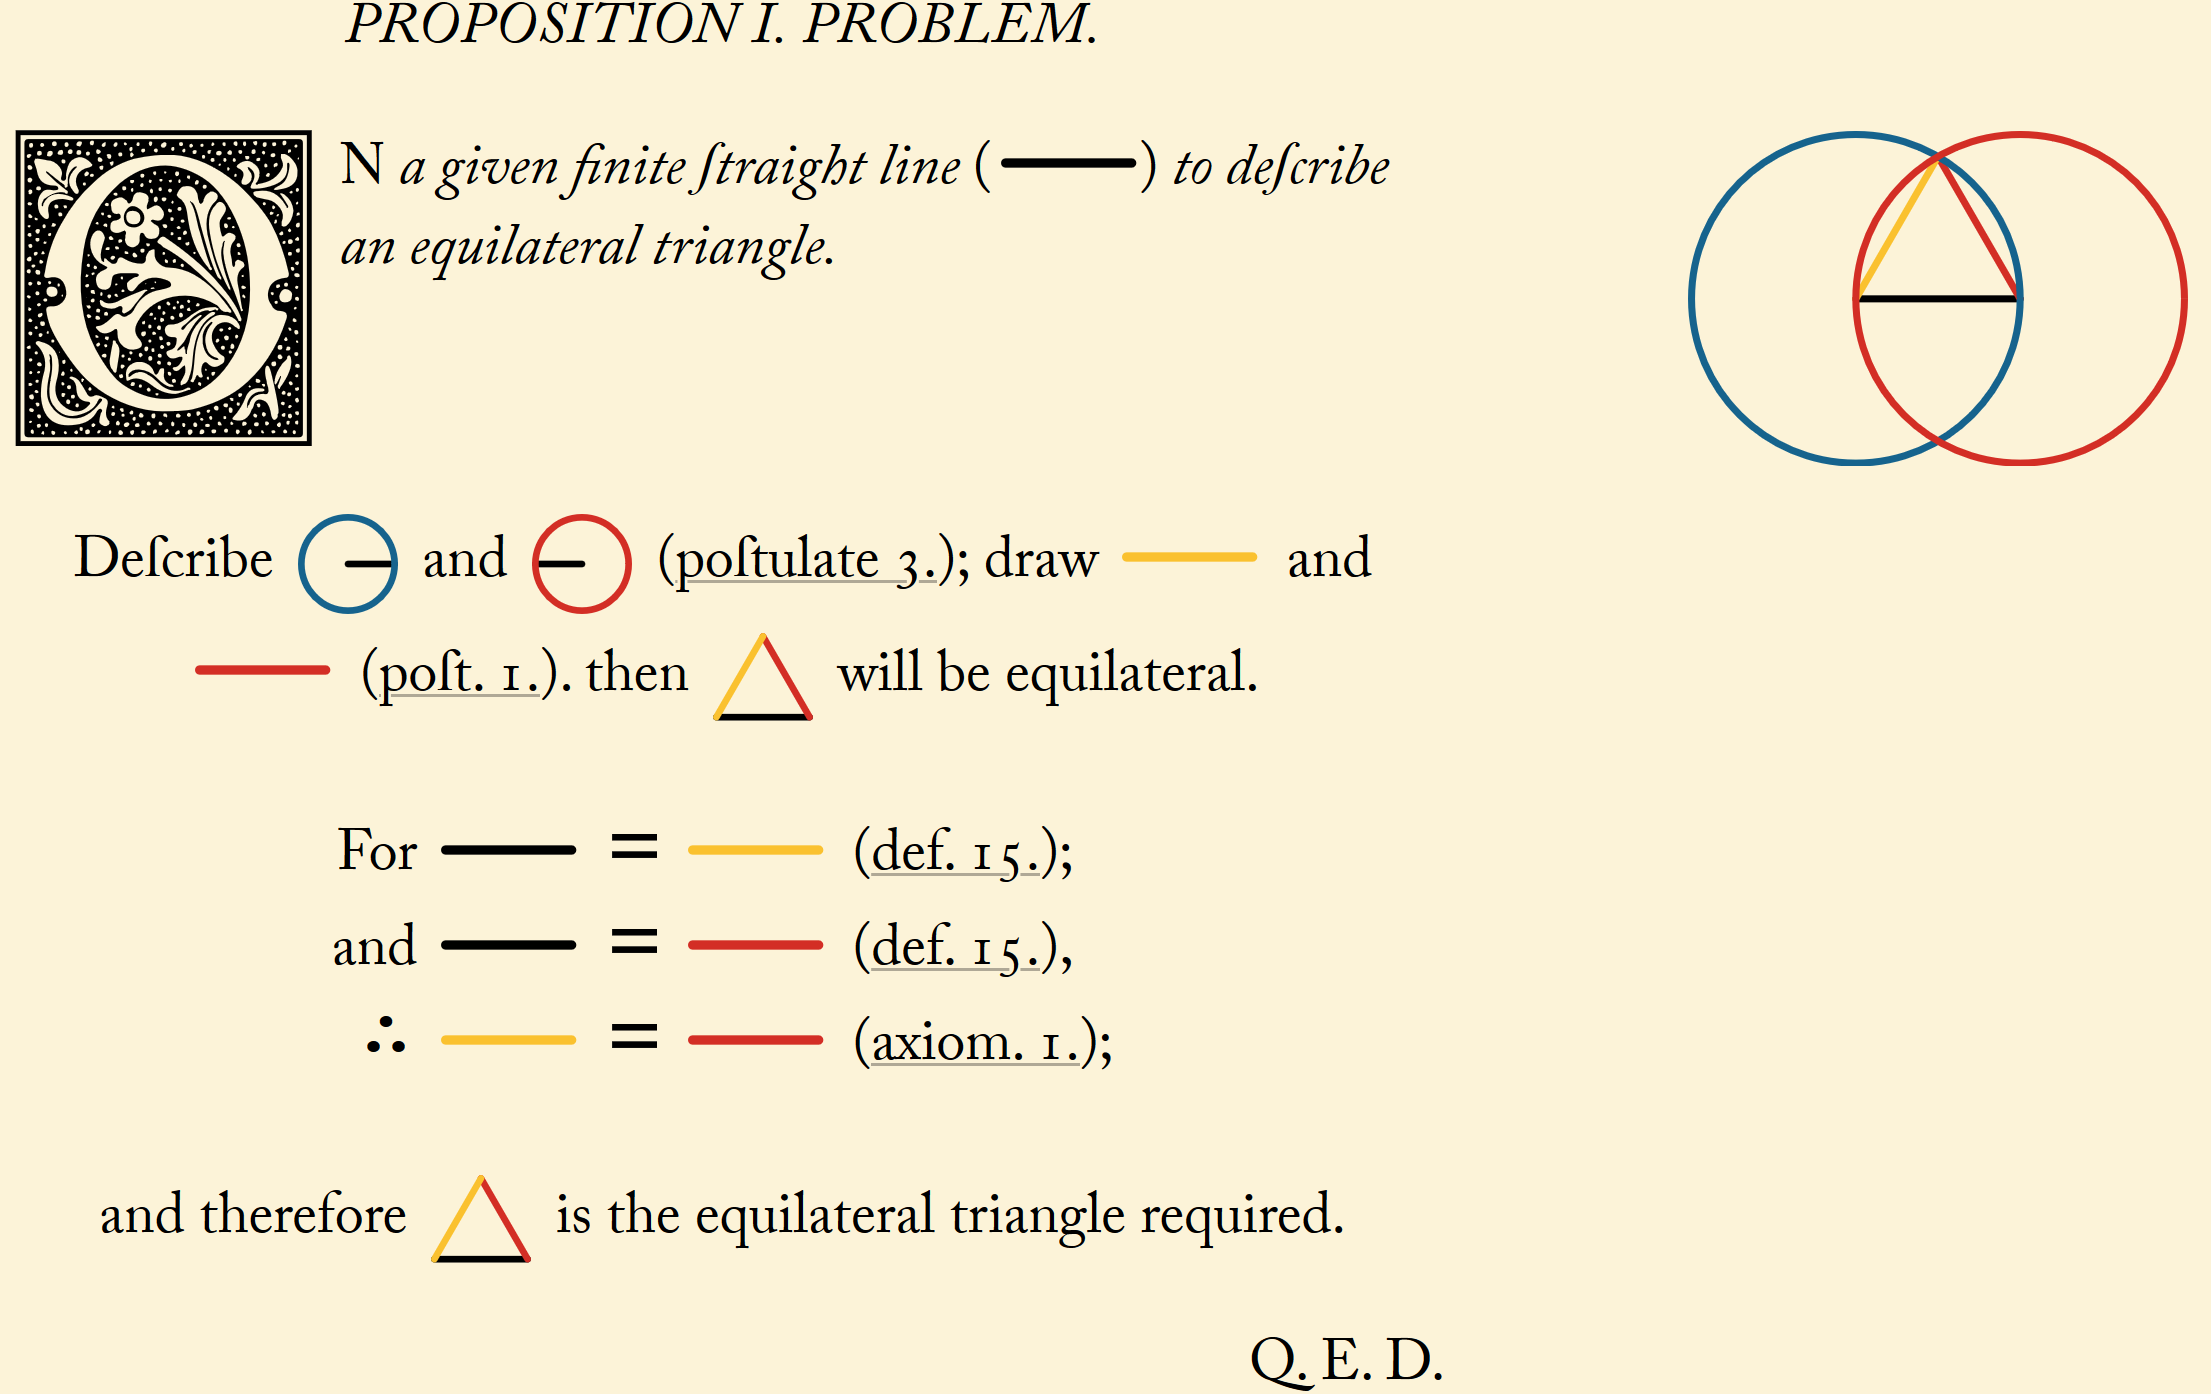 PROPOSITION I. PROBLEM.
ON a given finite ſtraight line ( ) to deſcribe
an equilateral triangle.
Deſcribe and (poſtulate 3.); draw and
(poſt. 1.). then will be equilateral.
For = (def. 15.);
and = (def. 15.),
∴ = (axiom. 1.);
and therefore is the equilateral triangle required.
Q. E. D.